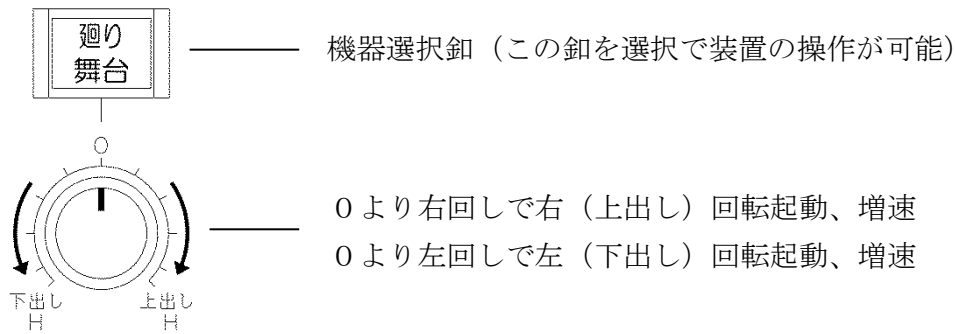 廻り
舞台
機器選択釦（この釦を選択で装置の操作が可能）
0
０より右回しで右（上出し）回転起動、増速
０より左回しで左（下出し）回転起動、増速
下出し
H
上出し
H